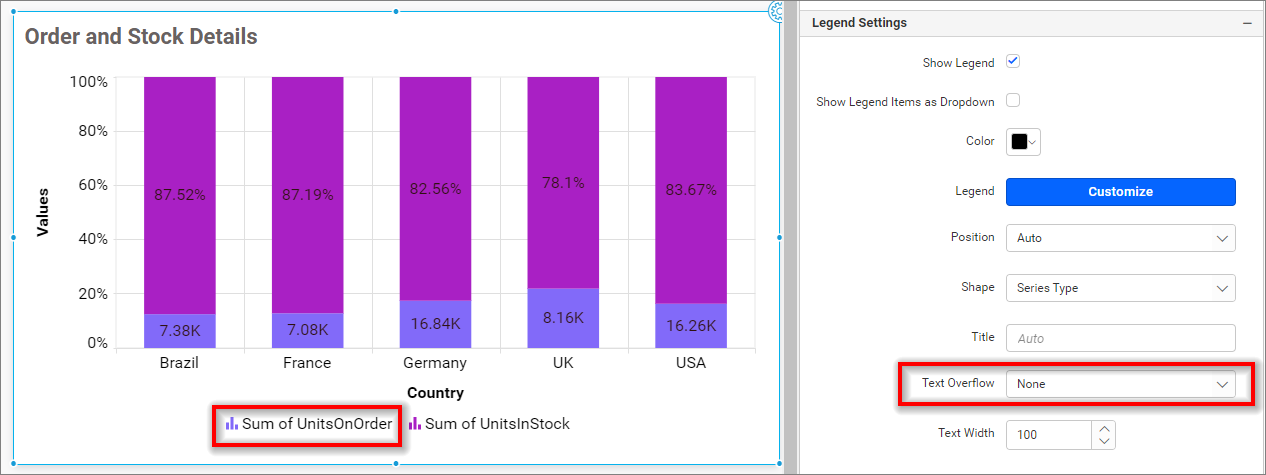 Order and Stock Details
100%
80%
60%
40%
20%
0%
Values
87.52%
87.19%
82.56%
78.1%
83.67%
7.38K
7.08K
16.84K
8.16K
16.26K
Brazil
France
Germany
UK
USA
Country
Sum of UnitsOnOrder
Sum of UnitsInStock
Legend Settings
Show Legend
Show Legend Items as Dropdown
Color
Legend Customize
Position Auto
Shape Series Type
Title Auto
Text Overflow None
Text Width 100